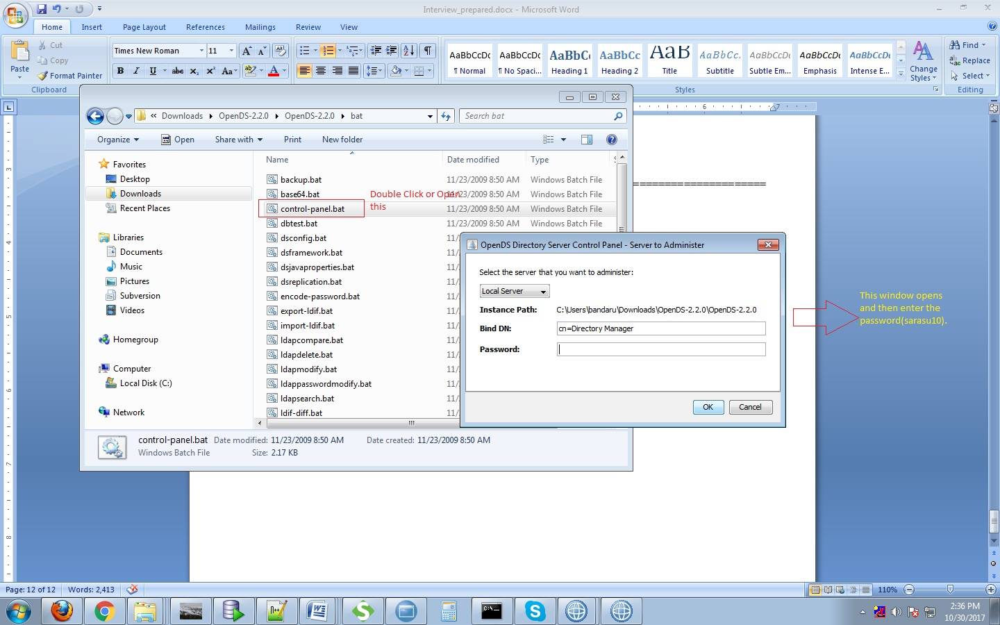 Interview_prepared.docx - Microsoft Word
Home Insert Page Layout References Mailings Review View
Paste
Cut
Copy
Format Painter
Clipboard
Times New Roman 11
AaBbCcDc AaBbCcDc AaBbC AaBbCc AaB AaBbCc. AaBbCcDc AaBbCcDc AaBbCcDc
¶ Normal ¶ No Spaci... Heading 1 Heading 2 Title Subtitle Subtle Em... Emphasis Intense E...
Change
Styles
Styles
Find
Replace
Select
Editing
« Downloads OpenDS-2.2.0 OpenDS-2.2.0 bat
Search bat
Organize Open Share with Print New folder
Favorites
Desktop
Downloads
Recent Places
Libraries
Documents
Music
Pictures
Subversion
Videos
Homegroup
Computer
Local Disk (C:)
Network
Name Date modified Type
backup.bat 11/23/2009 8:50 AM Windows Batch File
base64.bat 11/23/2009 8:50 AM Windows Batch File
control-panel.bat 11/23/2009 8:50 AM Windows Batch File
dbtest.bat 11/23/2009 8:50 AM Windows Batch File
dsconfig.bat 11/
dsframework.bat 11/
dsjavaproperties.bat 11/
dsreplication.bat 11/
encode-password.bat 11/
export-ldif.bat 11/
import-ldif.bat 11/
ldapcompare.bat 11/
ldapdelete.bat 11/
ldapmodify.bat 11/
ldappasswordmodify.bat 11/
ldapsearch.bat 11/
ldif-diff.bat 11/
Double Click or Open
this
control-panel.bat Date modified: 11/23/2009 8:50 AM Date created: 11/23/2009 8:50 AM
Windows Batch File Size: 2.17 KB
=====================
OpenDS Directory Server Control Panel - Server to Administer
Select the server that you want to administer:
Local Server
Instance Path: C:\Users\bandaru\Downloads\OpenDS-2.2.0\OpenDS-2.2.0
Bind DN: cn=Directory Manager
Password:
OK Cancel
This window opens
and then enter the
password(sarasu10).
Page: 12 of 12 Words: 2,413 110%
2:36 PM
10/30/2017